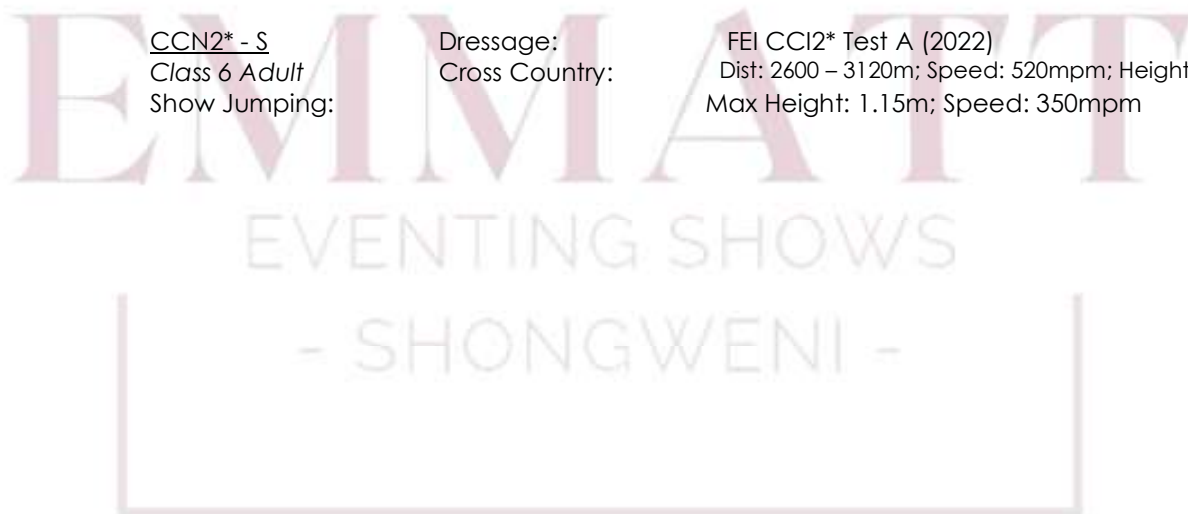 CCN2* - S Dressage: FEI CCI2* Test A (2022)
Class 6 Adult Cross Country: Dist: 2600 – 3120m; Speed: 520mpm; Height
Show Jumping: Max Height: 1.15m; Speed: 350mpm
EMMATT
EVENTING SHOWS
- SHONGWENI -